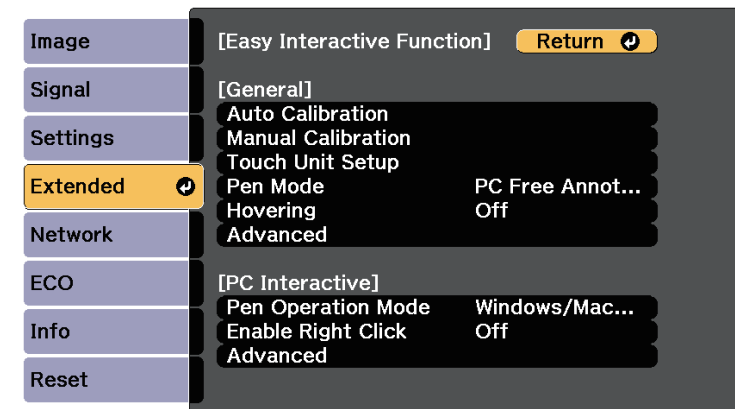 Image
Signal
Settings
Extended
Network
ECO
Info
Reset
[Easy Interactive Function] Return
[General]
Auto Calibration
Manual Calibration
Touch Unit Setup
Pen Mode PC Free Annot...
Hovering Off
Advanced
[PC Interactive]
Pen Operation Mode Windows/Mac...
Enable Right Click Off
Advanced